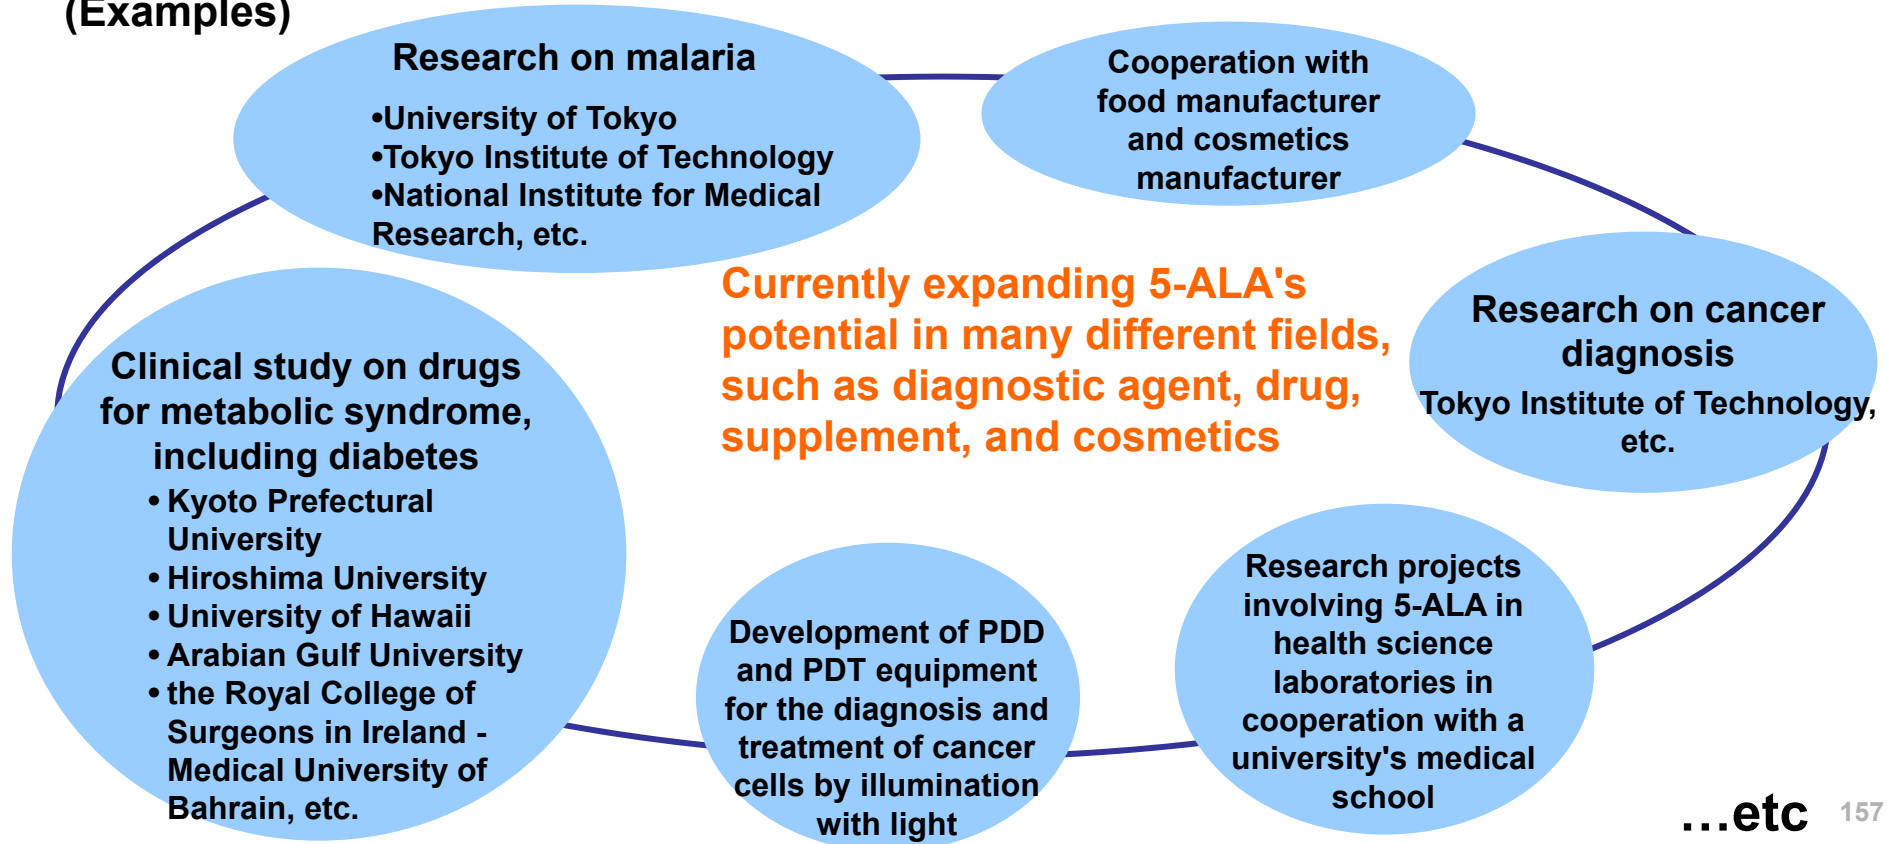 (Examples)
Research on malaria
•University of Tokyo
•Tokyo Institute of Technology
•National Institute for Medical
Research, etc.
Cooperation with
food manufacturer
and cosmetics
manufacturer
Currently expanding 5-ALA's
potential in many different fields,
such as diagnostic agent, drug,
supplement, and cosmetics
Research on cancer
diagnosis
Tokyo Institute of Technology,
etc.
Clinical study on drugs
for metabolic syndrome,
including diabetes
• Kyoto Prefectural
University
• Hiroshima University
• University of Hawaii
• Arabian Gulf University
• the Royal College of
Surgeons in Ireland -
Medical University of
Bahrain, etc.
Development of PDD
and PDT equipment
for the diagnosis and
treatment of cancer
cells by illumination
with light
Research projects
involving 5-ALA in
health science
laboratories in
cooperation with a
university's medical
school
…etc
157